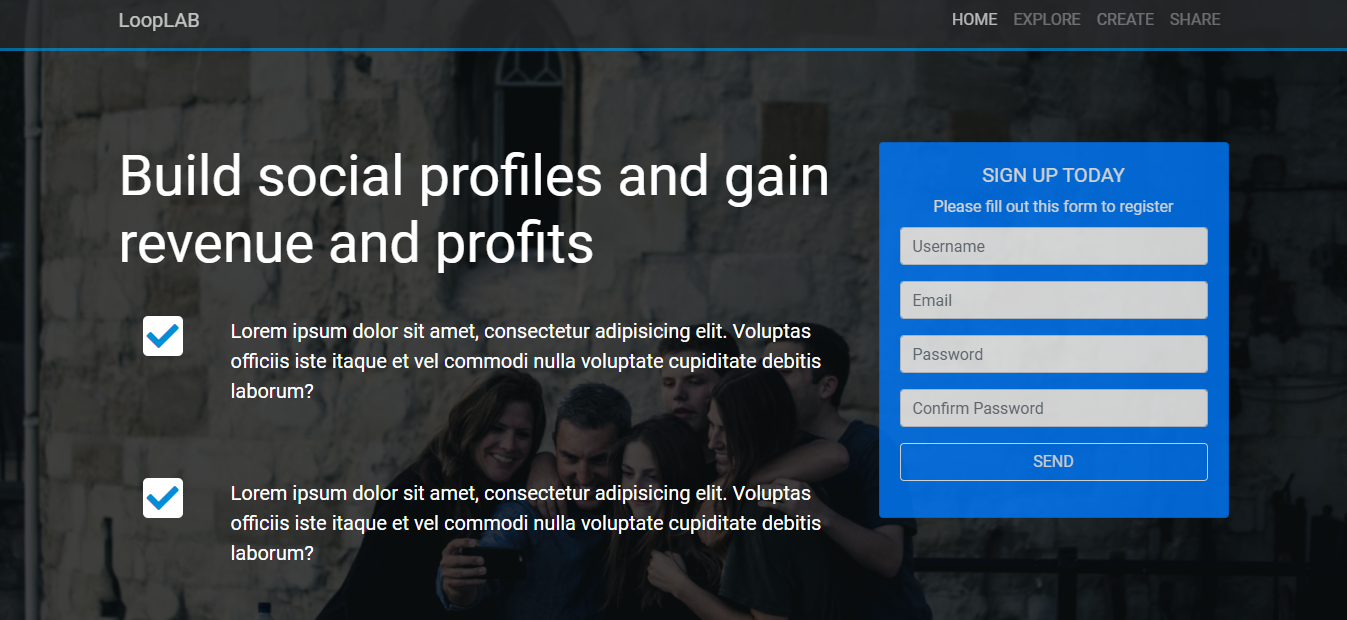 LoopLAB
HOME EXPLORE CREATE SHARE
Build social profiles and gain
revenue and profits
Lorem ipsum dolor sit amet, consectetur adipisicing elit. Voluptas
officiis iste itaque et vel commodi nulla voluptate cupiditate debitis
laborum?
Lorem ipsum dolor sit amet, consectetur adipisicing elit. Voluptas
officiis iste itaque et vel commodi nulla voluptate cupiditate debitis
laborum?
SIGN UP TODAY
Please fill out this form to register
Username
Email
Password
Confirm Password
SEND